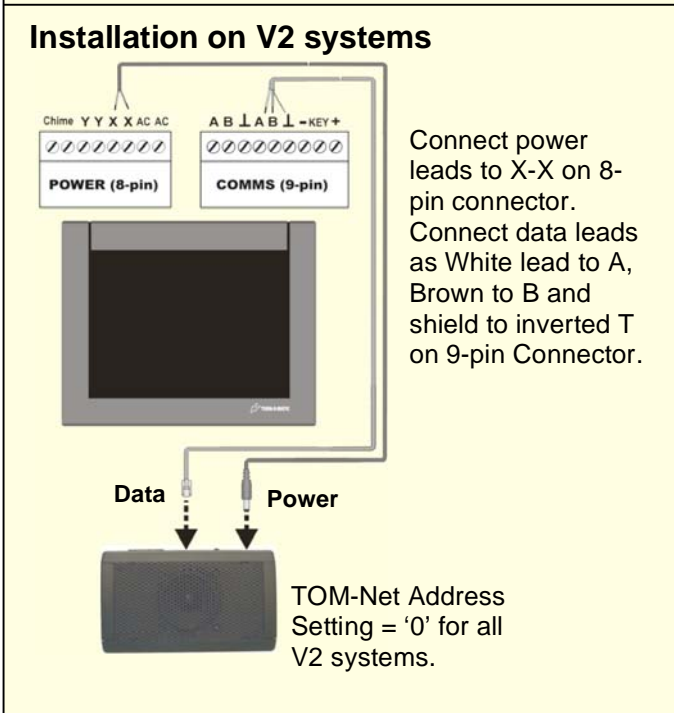 Installation on V2 systems
Chime Y Y X X AC AC
A B ⊥ A B ⊥ - KEY +
POWER (8-pin)
COMMS (9-pin)
Connect power
leads to X-X on 8-
pin connector.
Connect data leads
as White lead to A,
Brown to B and
shield to inverted T
on 9-pin Connector.
Data
Power
TOM-Net Address
Setting = ‘0’ for all
V2 systems.